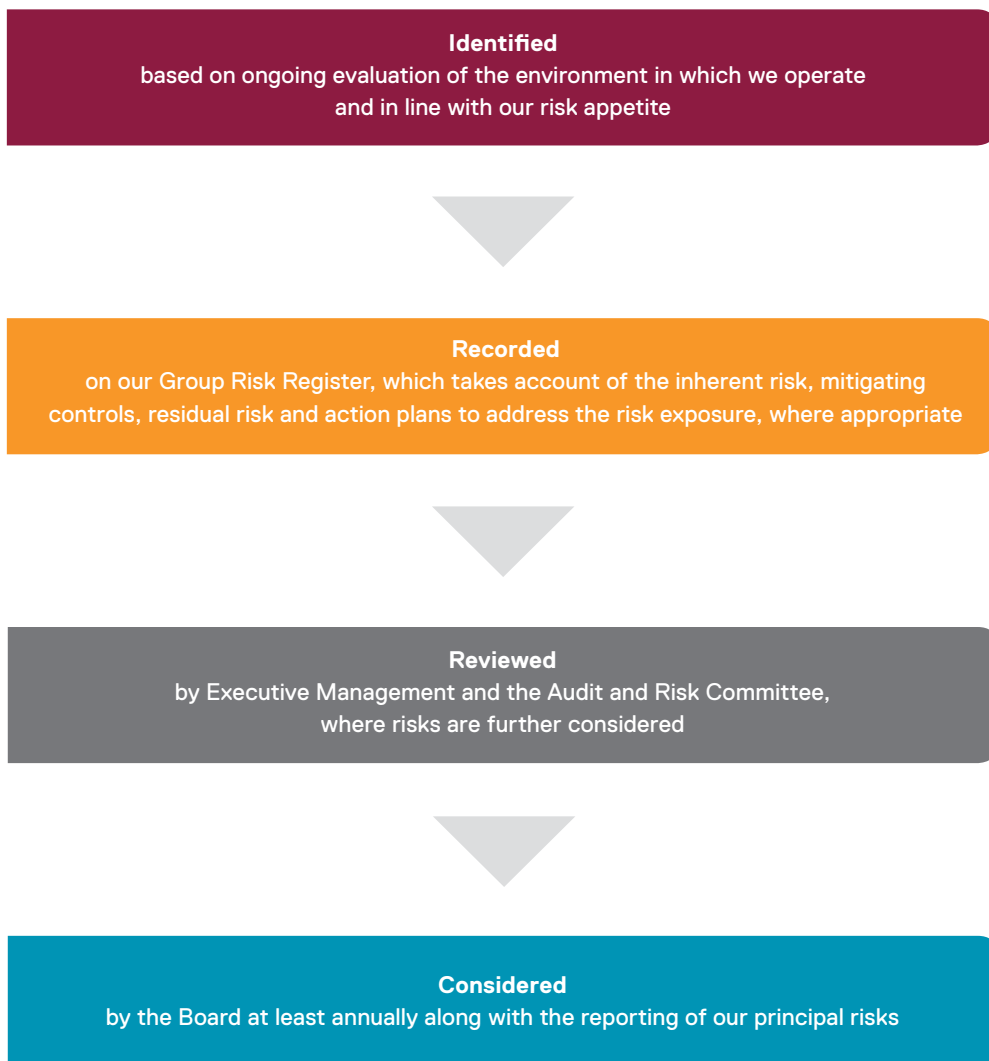 Identified
based on ongoing evaluation of the environment in which we operate
and in line with our risk appetite
Recorded
on our Group Risk Register, which takes account of the inherent risk, mitigating
controls, residual risk and action plans to address the risk exposure, where appropriate
Reviewed
by Executive Management and the Audit and Risk Committee,
where risks are further considered
Considered
by the Board at least annually along with the reporting of our principal risks